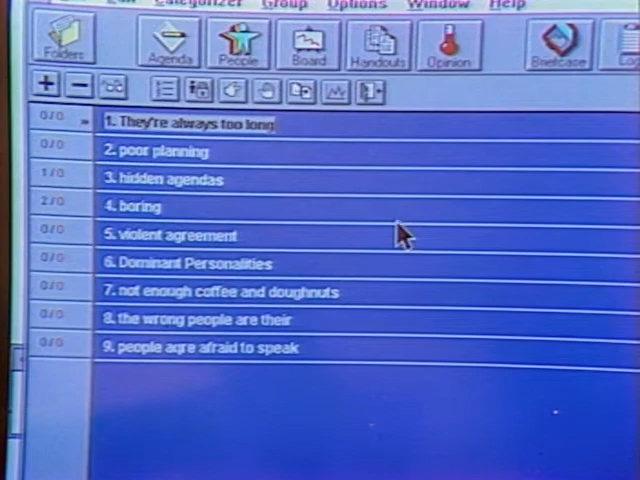 Categorizer Group Options Window Help
Folders Agenda People Board Handouts Opinion Briefcase
0/0 1. They're always too long
0/0 2. poor planning
1/0 3. hidden agendas
2/0 4. boring
0/0 5. violent agreement
0/0 6. Dominant Personalities
0/0 7. not enough coffee and doughnuts
0/0 8. the wrong people are their
0/0 9. people aqre afraid to speak